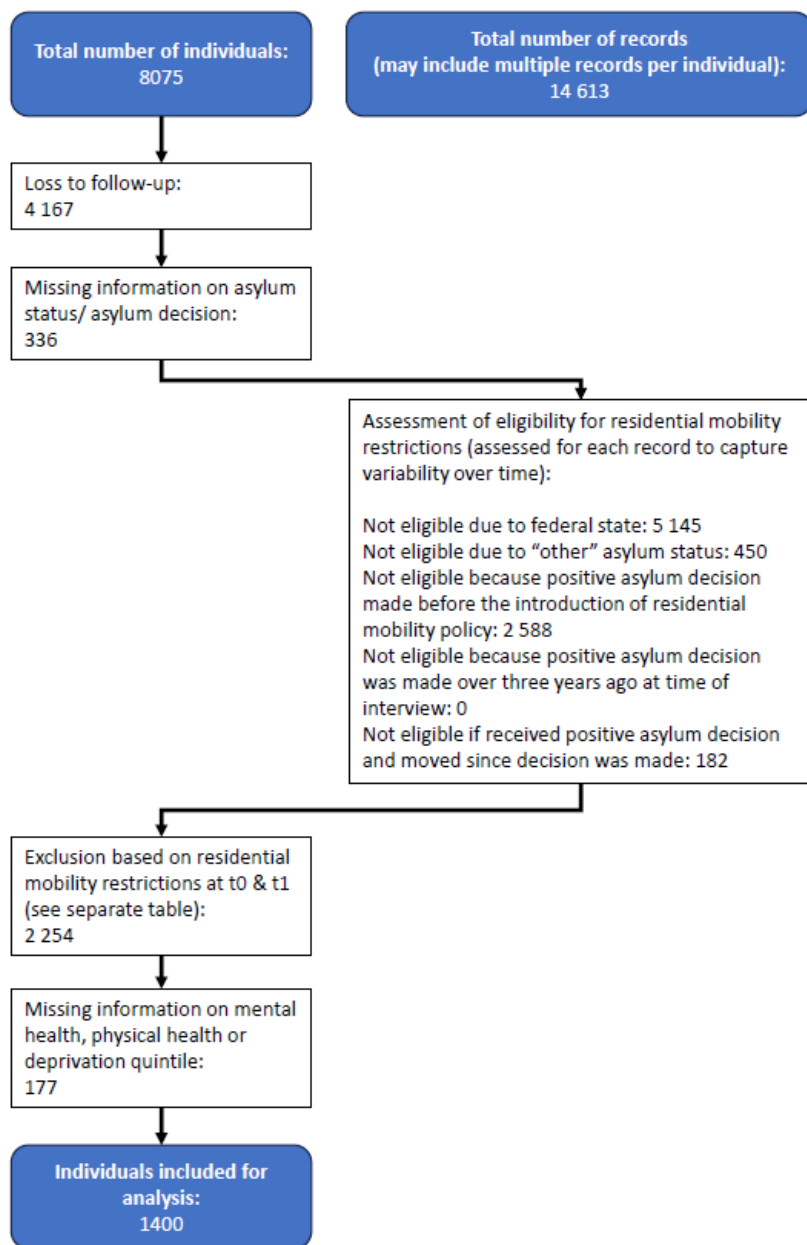 Total number of individuals:
8075
Total number of records
(may include multiple records per individual):
14 613
Loss to follow-up:
4 167
Missing information on asylum
status/ asylum decision:
336
Assessment of eligibility for residential mobility
restrictions (assessed for each record to capture
variability over time):
Not eligible due to federal state: 5 145
Not eligible due to “other” asylum status: 450
Not eligible because positive asylum decision
made before the introduction of residential
mobility policy: 2 588
Not eligible because positive asylum decision
was made over three years ago at time of
interview: 0
Not eligible if received positive asylum decision
and moved since decision was made: 182
Exclusion based on residential
mobility restrictions at t0 & t1
(see separate table):
2 254
Missing information on mental
health, physical health or
deprivation quintile:
177
Individuals included for
analysis:
1400